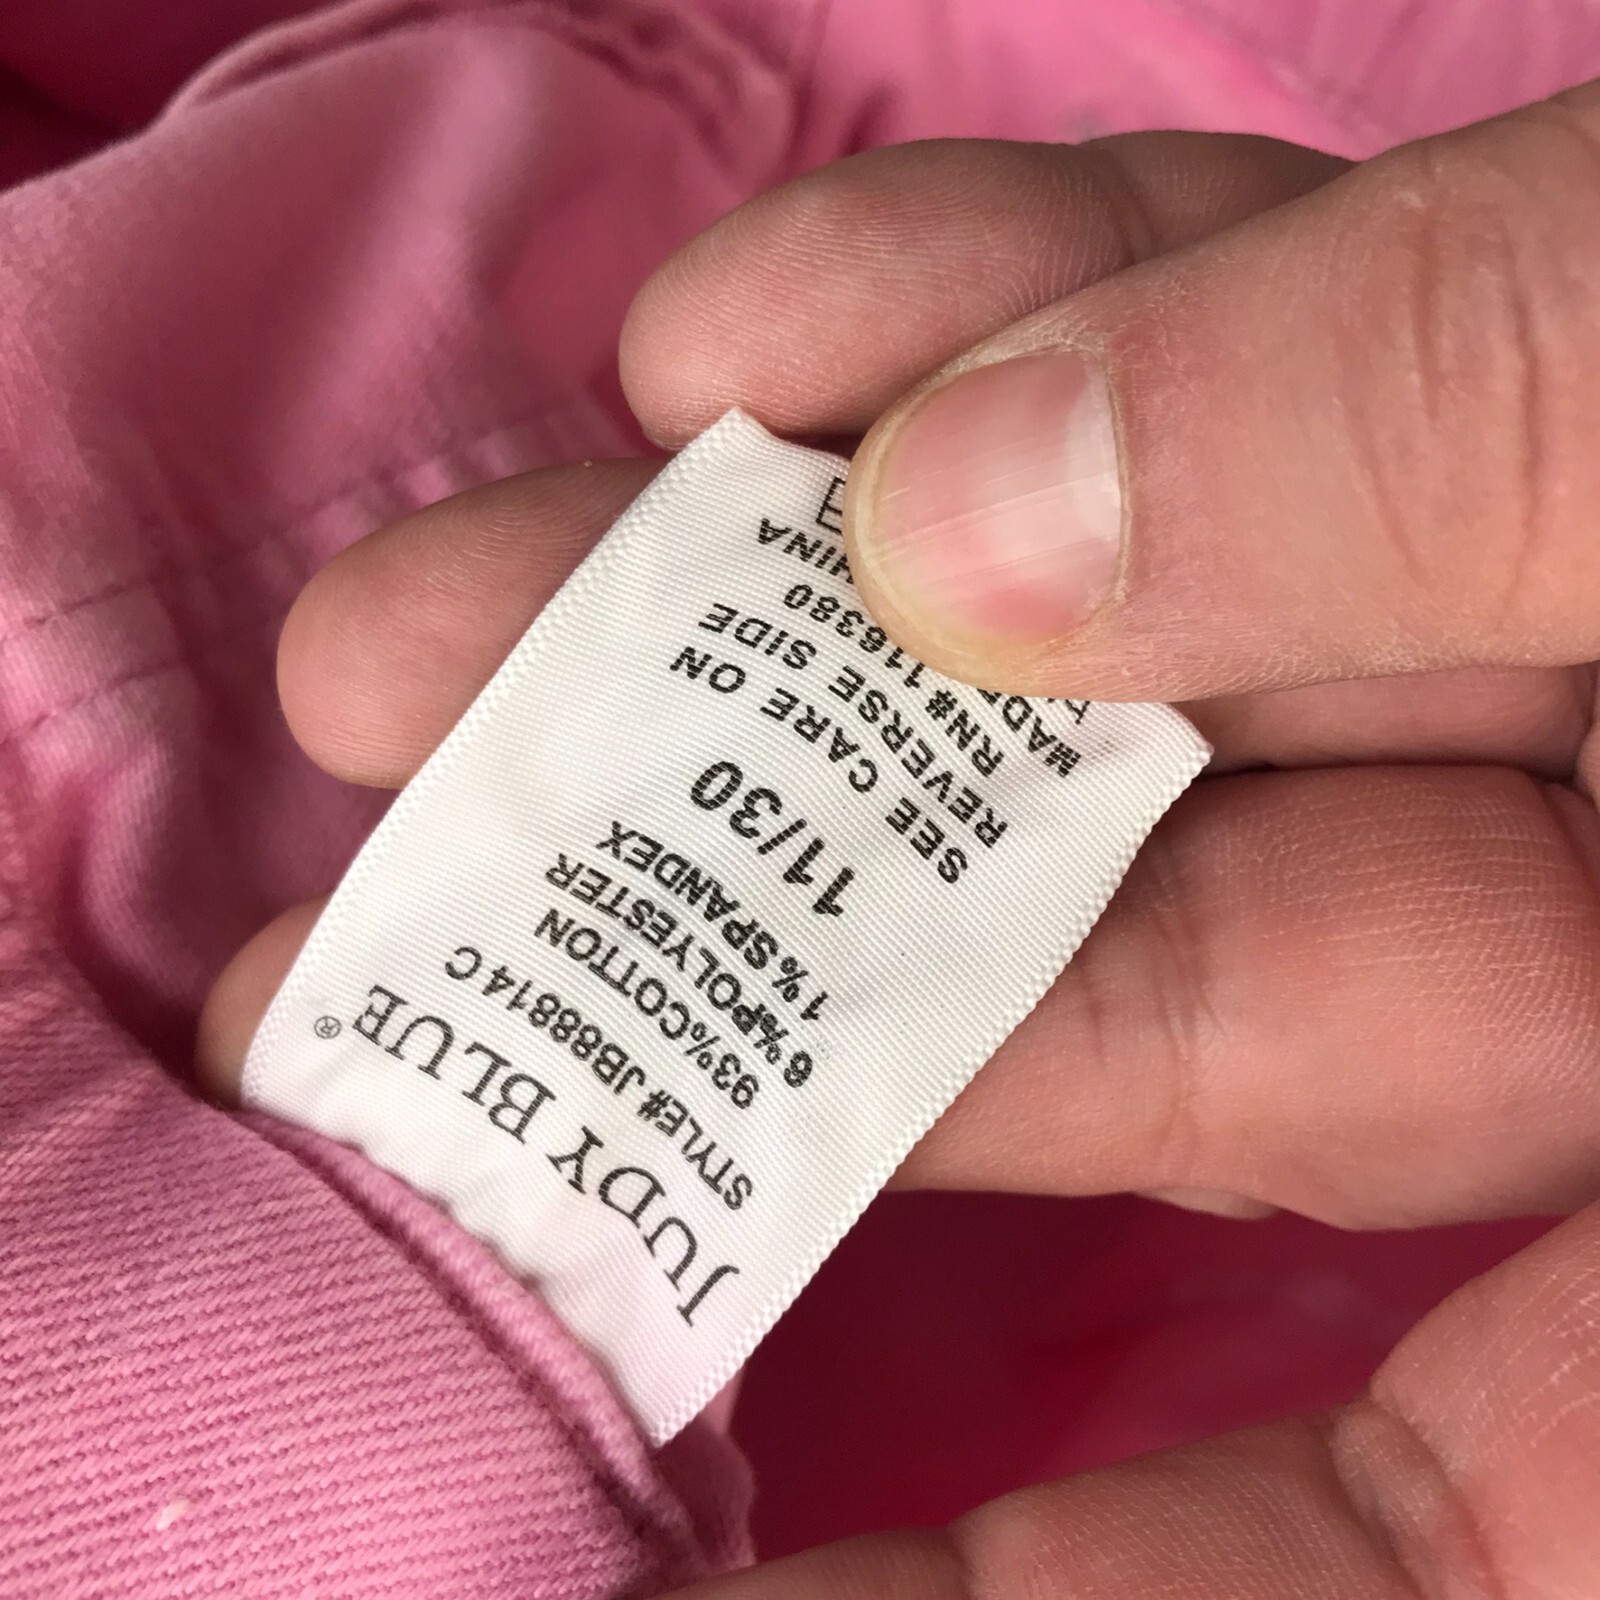 JUDY BLUE®
STYLE# JB88814 C
93%COTTON
6%POLYESTER
1%SPANDEX
11/30
SEE CARE ON
REVERSE SIDE
RN# 116380
MADE